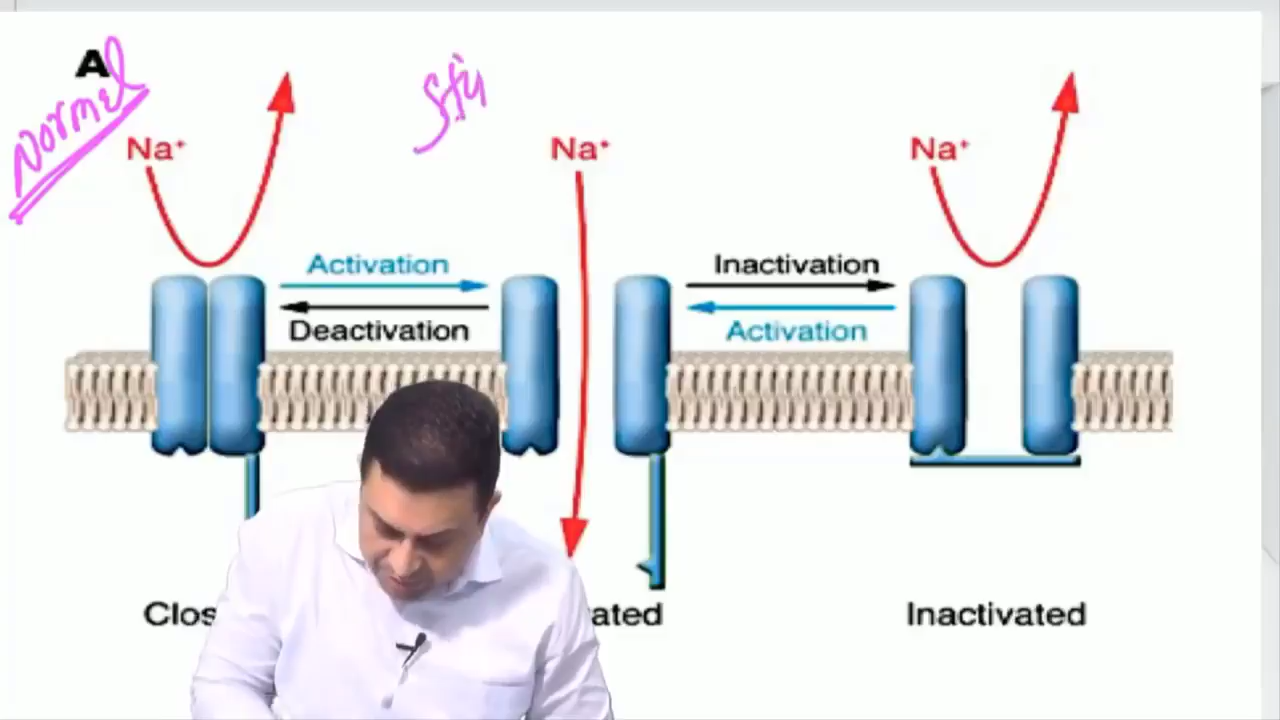 A
Normal
Na⁺
Na⁺
Na⁺
Activation
Inactivation
Deactivation
Activation
Inactivated